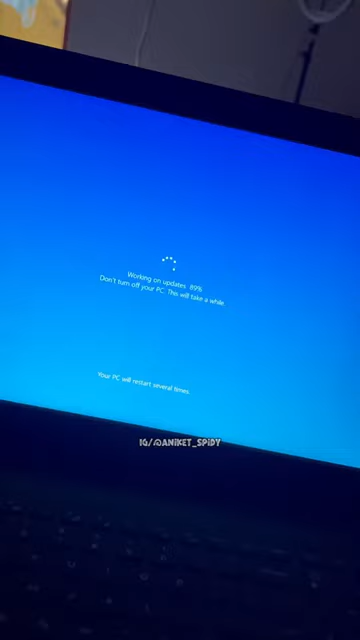 Working on updates 89%
Don't turn off your PC. This will take a while
Your PC will restart several times
IG/@ANIKET_SPIDY